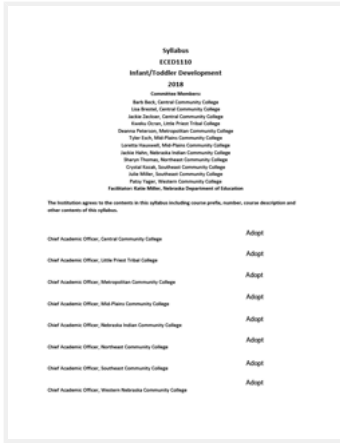 Syllabus
ECED1110
Infant/Toddler Development
2018
Committee Members:
Barb Beck, Central Community College
Lisa Brestel, Central Community College
Jackie Zeckser, Central Community College
Kwaku Ocran, Little Priest Tribal College
Deanna Peterson, Metropolitan Community College
Tyler Esch, Mid-Plains Community College
Loretta Hauxwell, Mid-Plains Community College
Jackie Hahn, Nebraska Indian Community College
Sharyn Thomas, Northeast Community College
Crystal Kozak, Southeast Community College
Julie Miller, Southeast Community College
Patsy Yager, Western Community College
Facilitator: Katie Miller, Nebraska Department of Education
The Institution agrees to the contents in this syllabus including course prefix, number, course description and
other contents of this syllabus.
Adopt
Chief Academic Officer, Central Community College
Adopt
Chief Academic Officer, Little Priest Tribal College
Adopt
Chief Academic Officer, Metropolitan Community College
Adopt
Chief Academic Officer, Mid-Plains Community College
Adopt
Chief Academic Officer, Nebraska Indian Community College
Adopt
Chief Academic Officer, Northeast Community College
Adopt
Chief Academic Officer, Southeast Community College
Adopt
Chief Academic Officer, Western Nebraska Community College